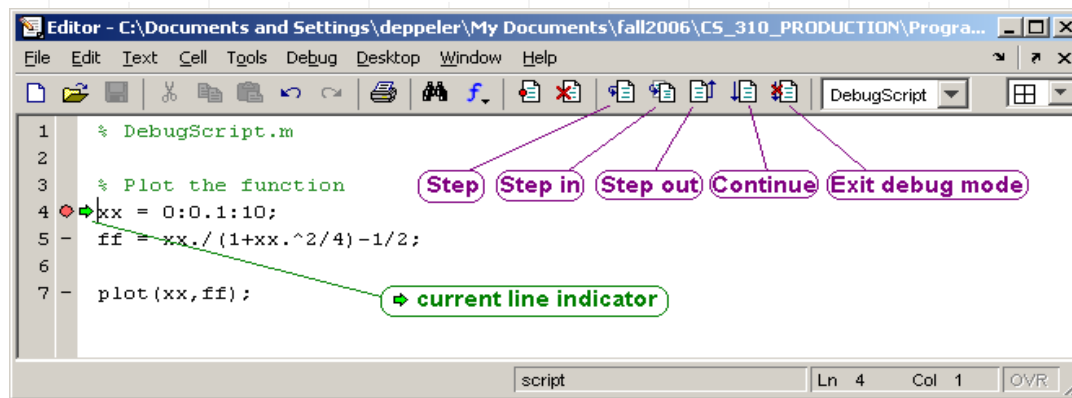 Editor - C:\Documents and Settings\deppeler\My Documents\fall2006\CS_310_PRODUCTION\Progra...
File Edit Text Cell Tools Debug Desktop Window Help
DebugScript
1 % DebugScript.m
2
3 % Plot the function
Step Step in Step out Continue Exit debug mode
4 xx = 0:0.1:10;
5 - ff = xx./(1+xx.^2/4)-1/2;
6
7 - plot(xx,ff);
current line indicator
script Ln 4 Col 1 OVR